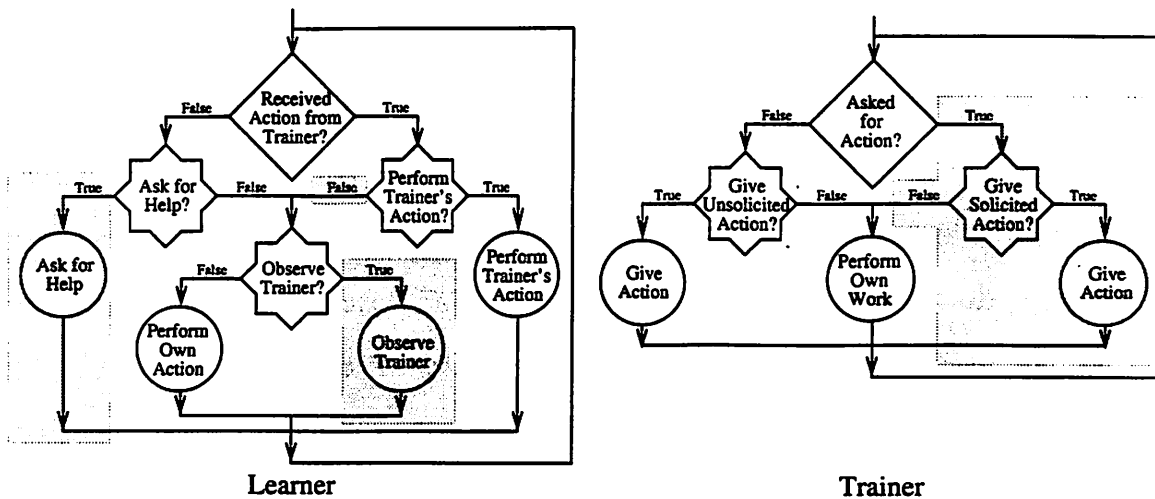 Received
Action from
Trainer?
False
True
Ask for
Help?
True
False
False
Perform
Trainer's
Action?
True
Ask for
Help
Observe
Trainer?
False
True
Perform Trainer's
Action
Perform
Own
Action
Observe
Trainer
Learner
Asked
for
Action?
False
True
Give
Unsolicited
Action?
True
False
False
Give
Solicited
Action?
True
Give
Action
Perform
Own
Work
Give
Action
Trainer